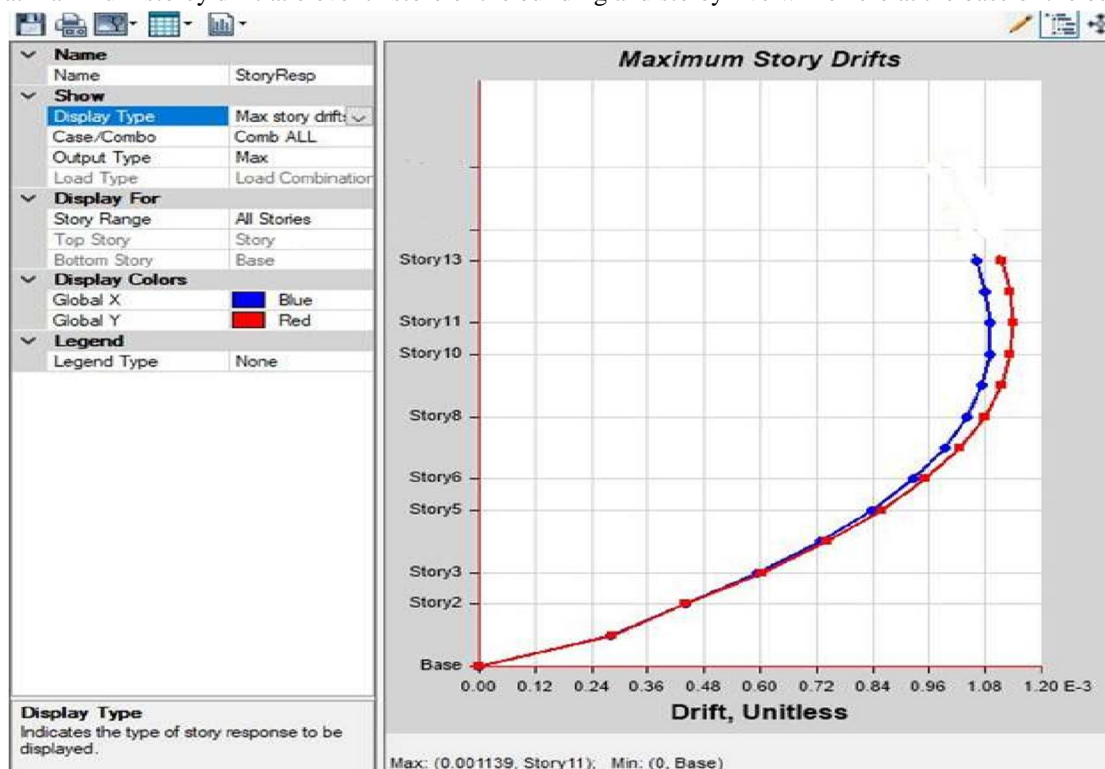 Name
Name StoryResp
Show
Display Type Max story drift
Case/Combo Comb ALL
Output Type Max
Load Type Load Combination
Display For
Story Range All Stories
Top Story Story
Bottom Story Base
Display Colors
Global X Blue
Global Y Red
Legend
Legend Type None
Display Type
Indicates the type of story response to be
displayed.
Maximum Story Drifts
Story13
Story11
Story10
Story8
Story6
Story5
Story3
Story2
Base
0.00 0.12 0.24 0.36 0.48 0.60 0.72 0.84 0.96 1.08 1.20 E-3
Drift, Unitless
Max: (0.001139, Story11); Min: (0, Base)